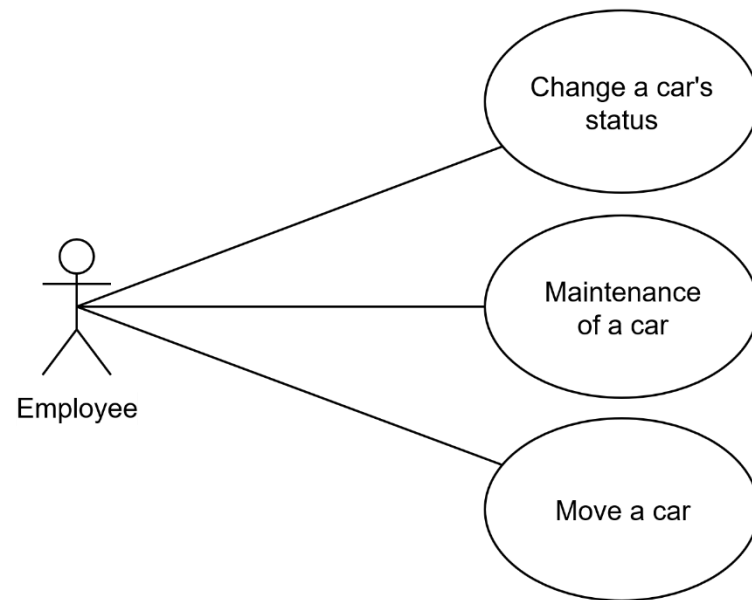 Change a car's
status
Maintenance
of a car
Employee
Move a car